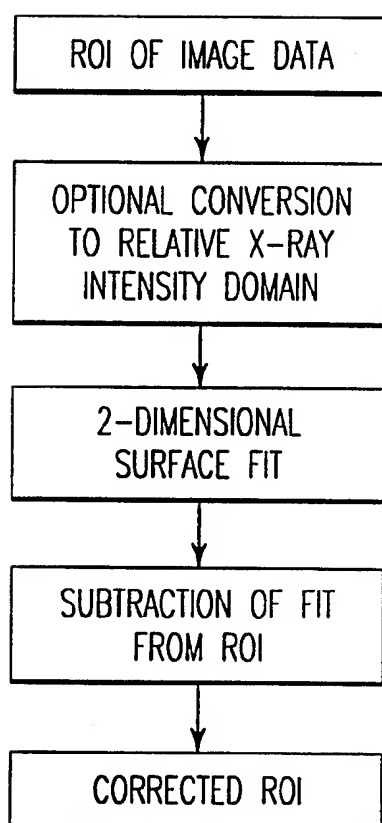 ROI OF IMAGE DATA
OPTIONAL CONVERSION
TO RELATIVE X-RAY
INTENSITY DOMAIN
2-DIMENSIONAL
SURFACE FIT
SUBTRACTION OF FIT
FROM ROI
CORRECTED ROI